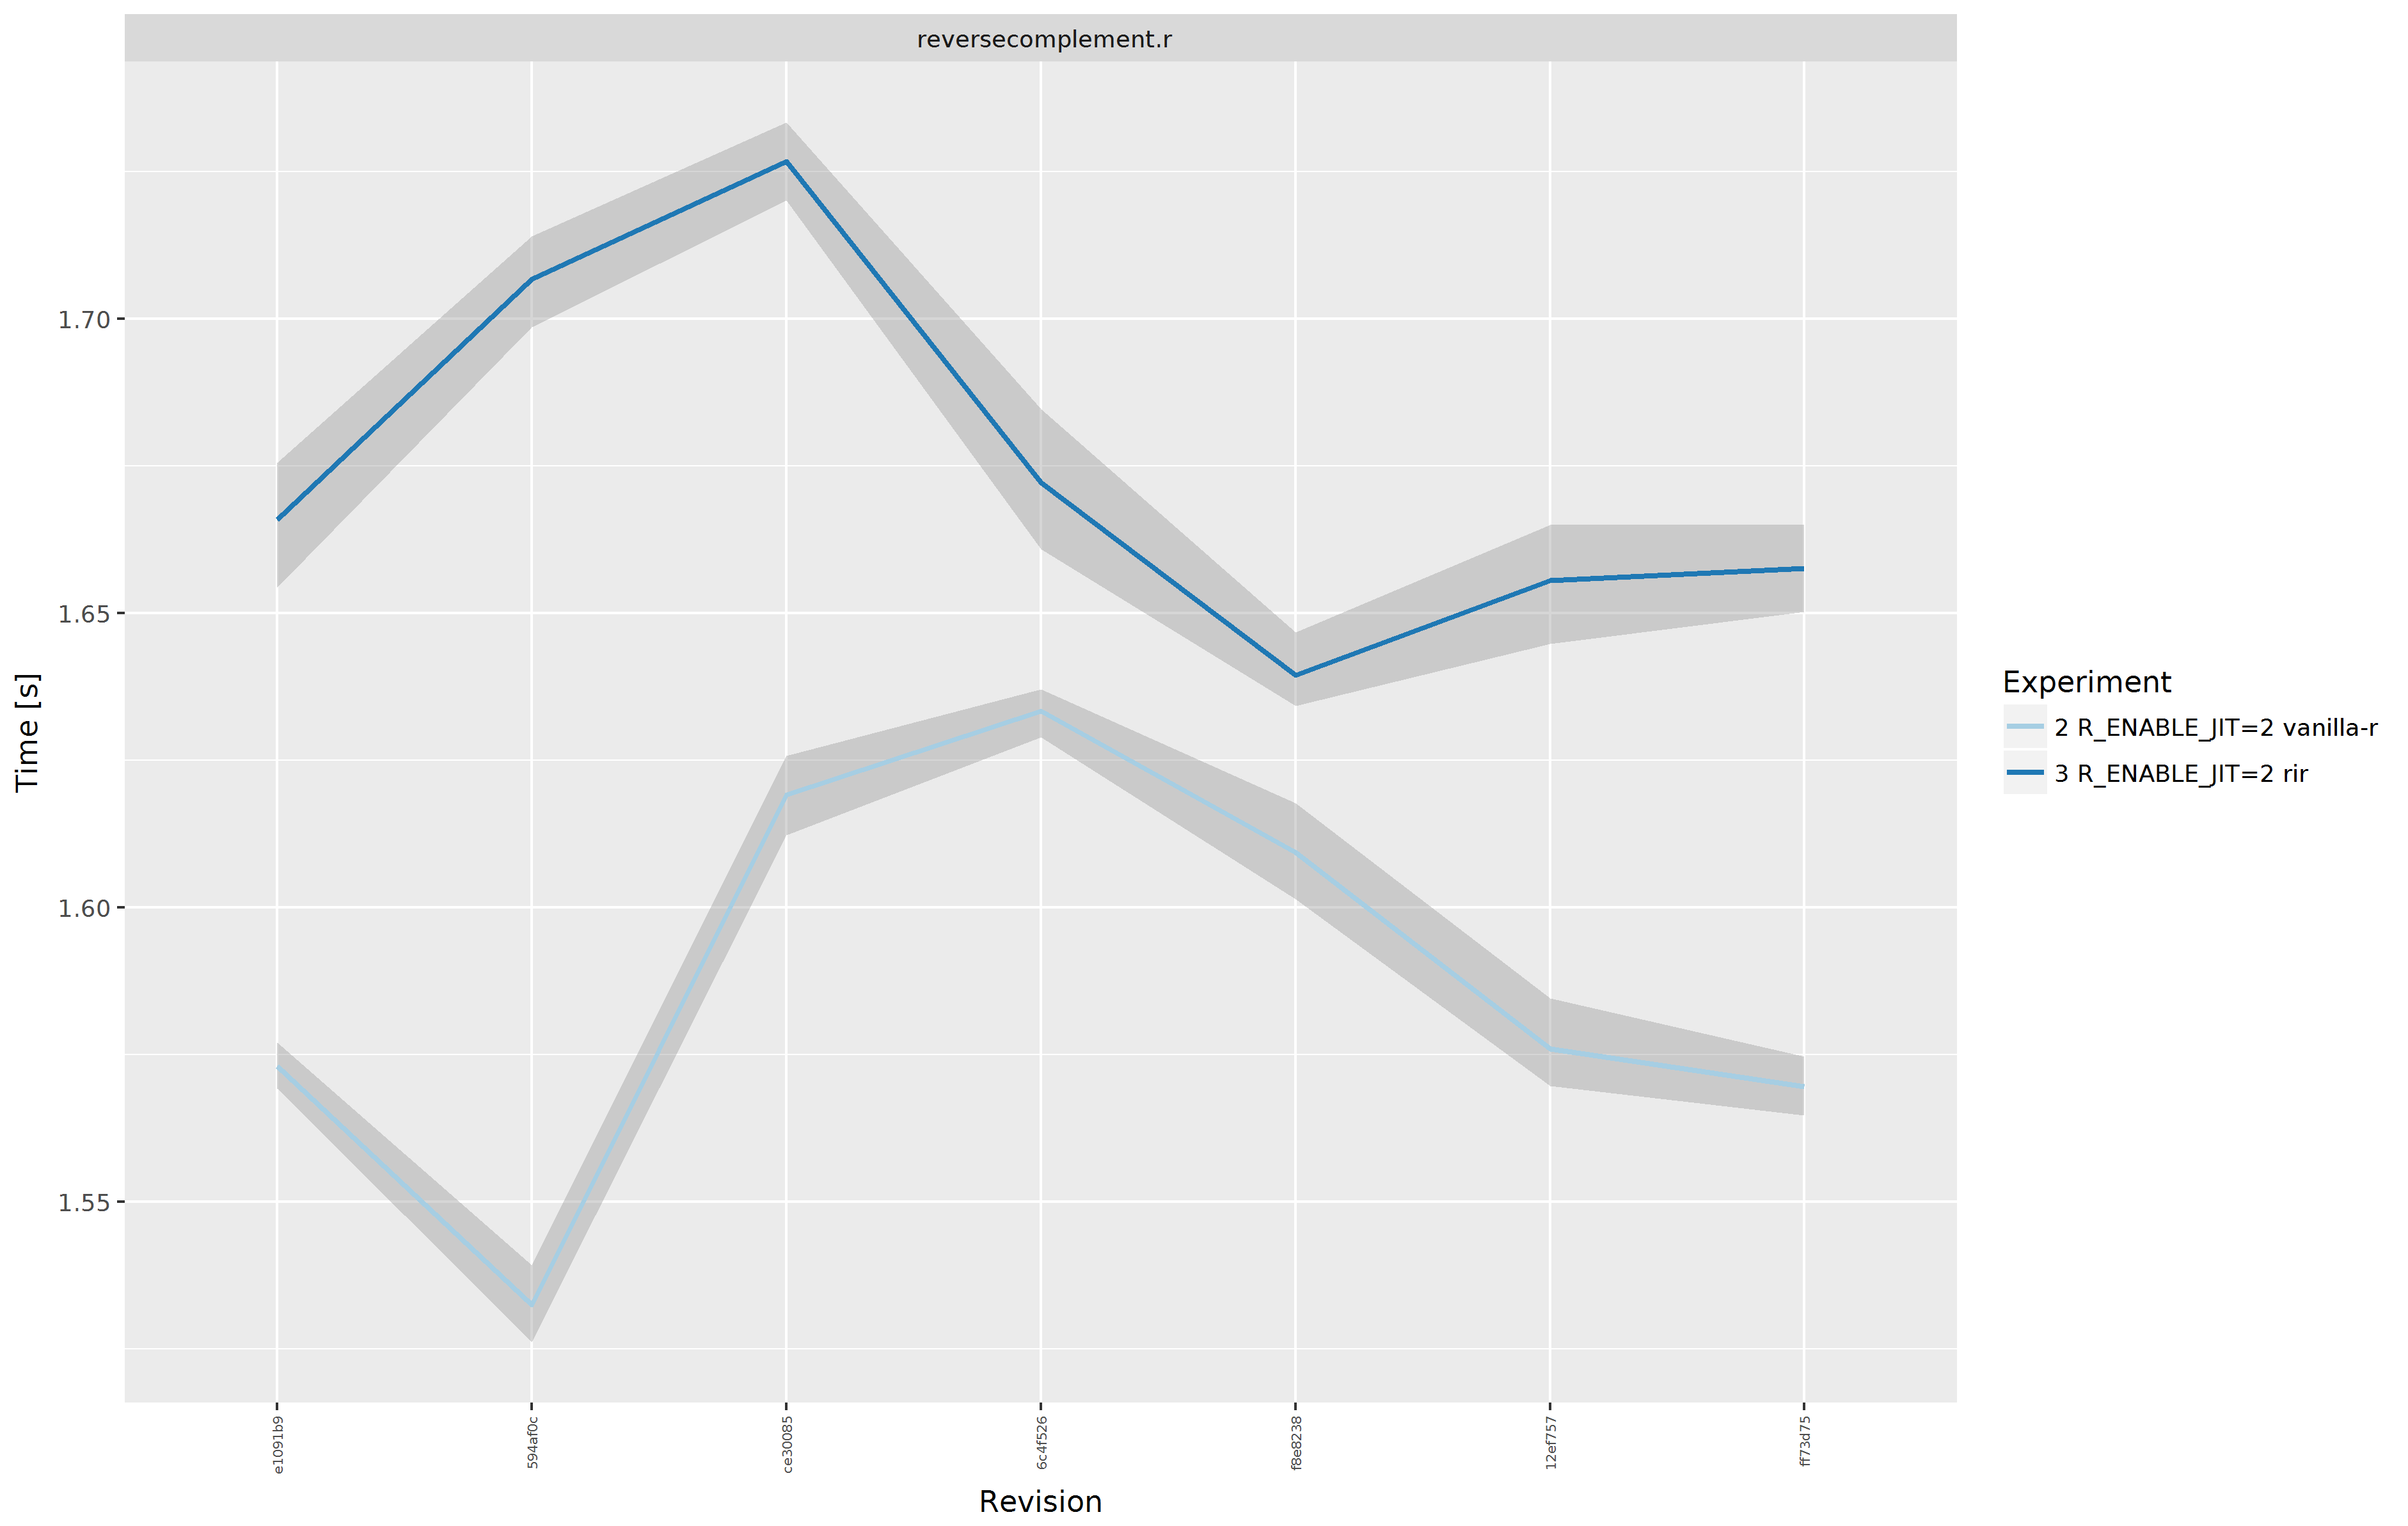 reversecomplement.r
Time [s]
1.70
1.65
1.60
1.55
e1091b9
594af0c
ce30085
6c4f526
f8e8238
12ef757
ff73d75
Revision
Experiment
2 R_ENABLE_JIT=2 vanilla-r
3 R_ENABLE_JIT=2 rir